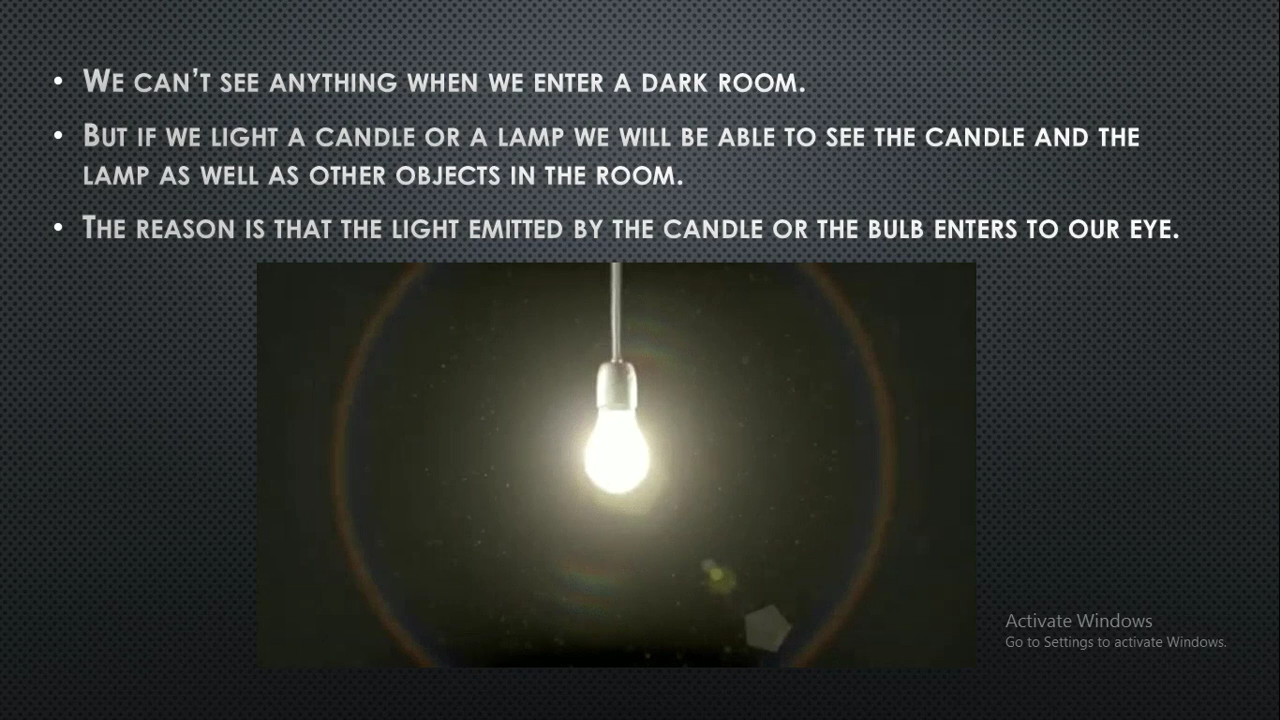 • We can't see anything when we enter a dark room.
• But if we light a candle or a lamp we will be able to see the candle and the
lamp as well as other objects in the room.
• The reason is that the light emitted by the candle or the bulb enters to our eye.
Activate Windows
Go to Settings to activate Windows.